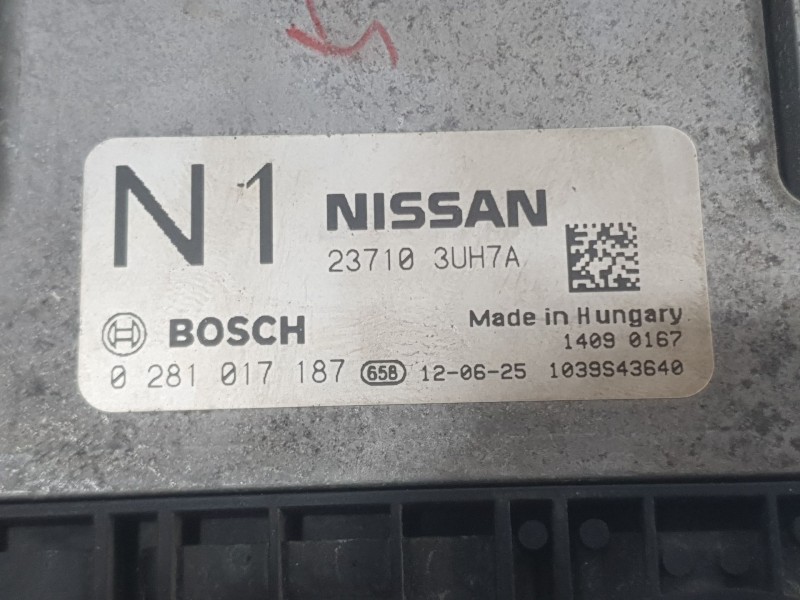 N1
NISSAN
23710 3UH7A
BOSCH
Made in Hungary
1409 0167
0 281 017 187 658 12-06-25 1039S43640